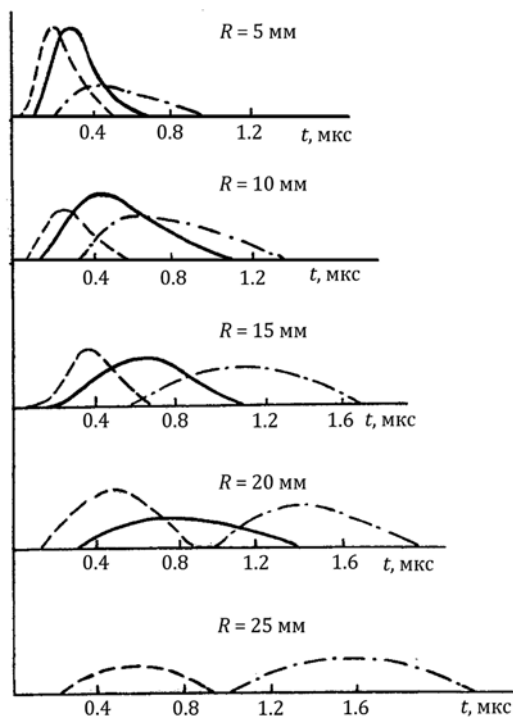 R = 5 мм
0.4 0.8 1.2
t, мкс
R = 10 мм
0.4 0.8 1.2
t, мкс
R = 15 мм
0.4 0.8 1.2 1.6 t, мкс
R = 20 мм
0.4 0.8 1.2 1.6 t, мкс
R = 25 мм
0.4 0.8 1.2 1.6
t, мкс